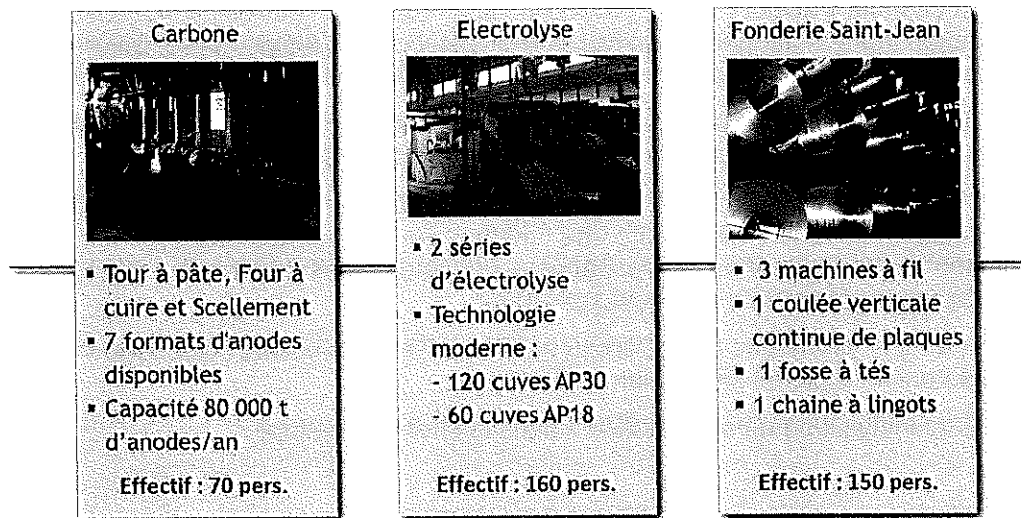 Carbone
▪ Tour à pâte, Four à
cuire et Scellement
▪ 7 formats d'anodes
disponibles
▪ Capacité 80 000 t
d'anodes/an
Effectif : 70 pers.
Electrolyse
▪ 2 séries
d'électrolyse
▪ Technologie
moderne :
- 120 cuves AP30
- 60 cuves AP18
Effectif : 160 pers.
Fonderie Saint-Jean
▪ 3 machines à fil
▪ 1 coulée verticale
continue de plaques
▪ 1 fosse à tés
▪ 1 chaine à lingots
Effectif : 150 pers.